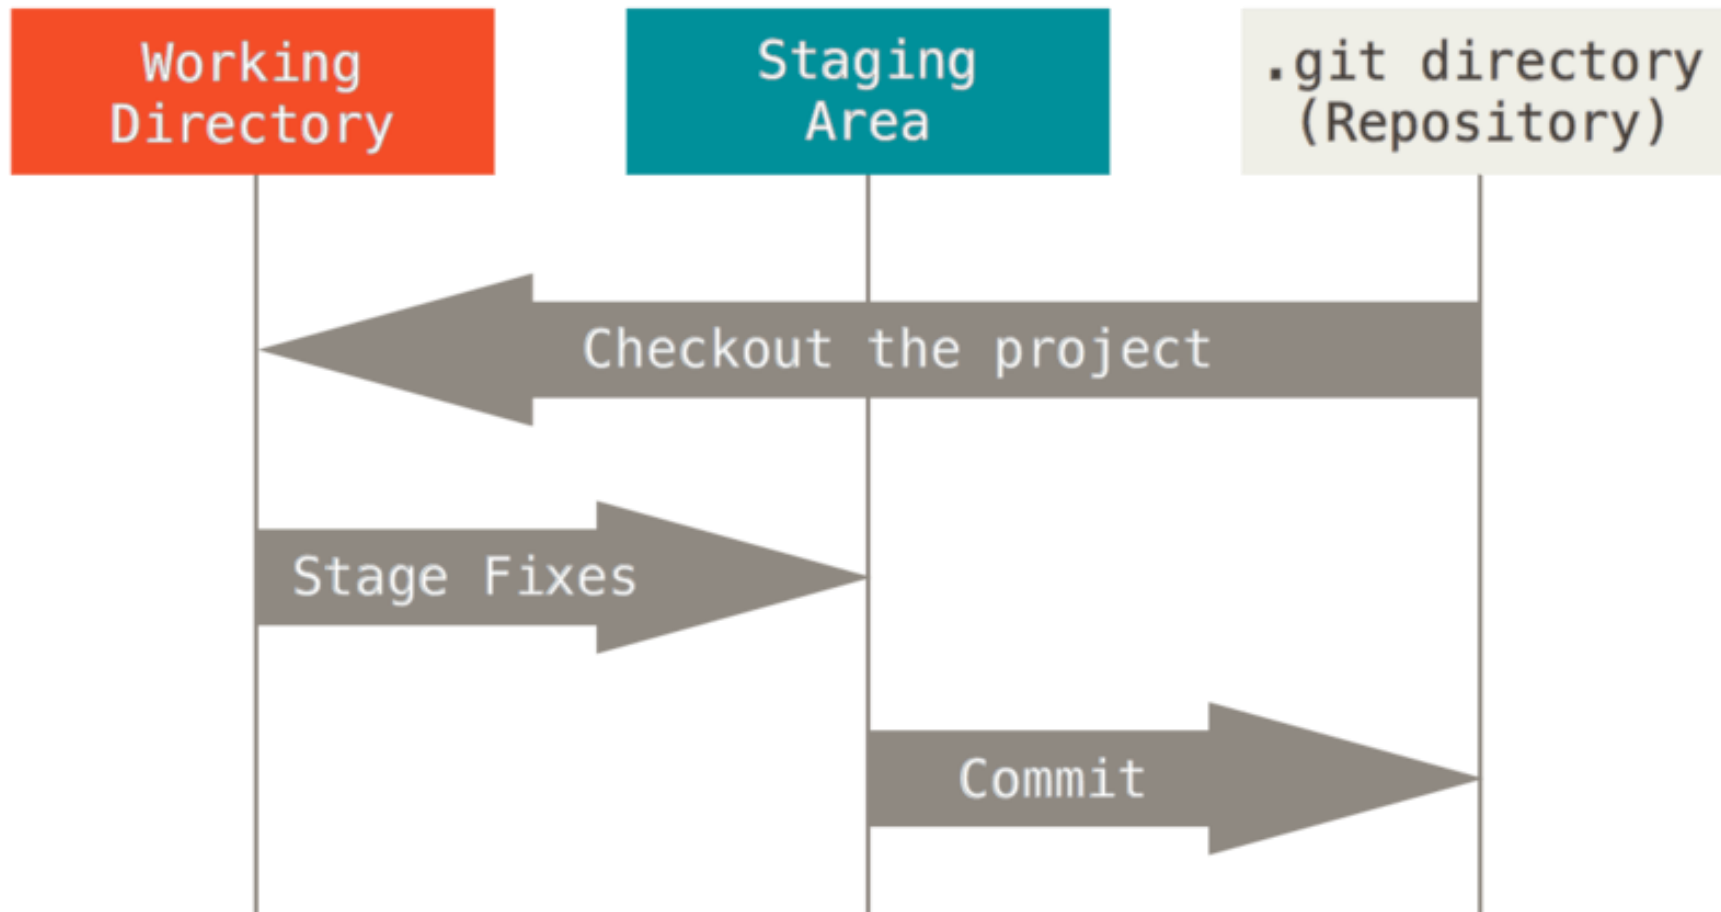 Working
Directory
Staging
Area
.git directory
(Repository)
Checkout the project
Stage Fixes
Commit